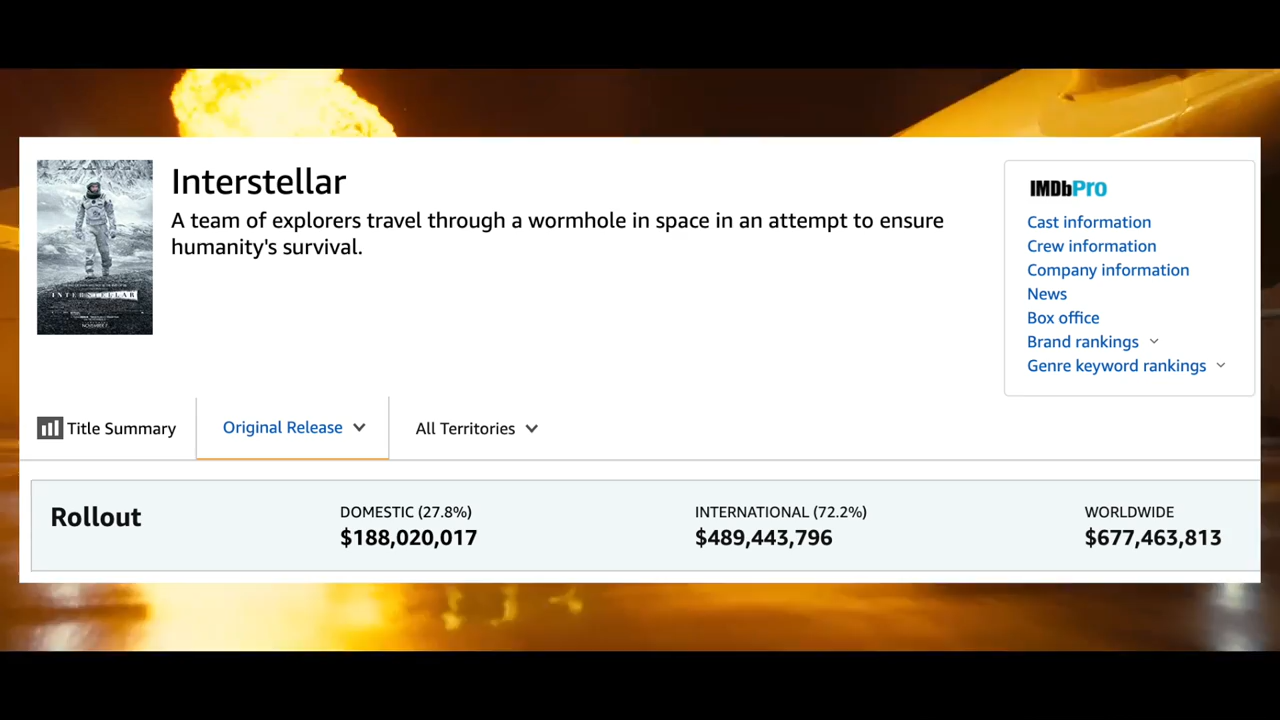 Interstellar
A team of explorers travel through a wormhole in space in an attempt to ensure
humanity's survival.
INTERSTELLAR
IMDbPro
Cast information
Crew information
Company information
News
Box office
Brand rankings
Genre keyword rankings
Title Summary
Original Release
All Territories
Rollout
DOMESTIC (27.8%)
$188,020,017
INTERNATIONAL (72.2%)
$489,443,796
WORLDWIDE
$677,463,813